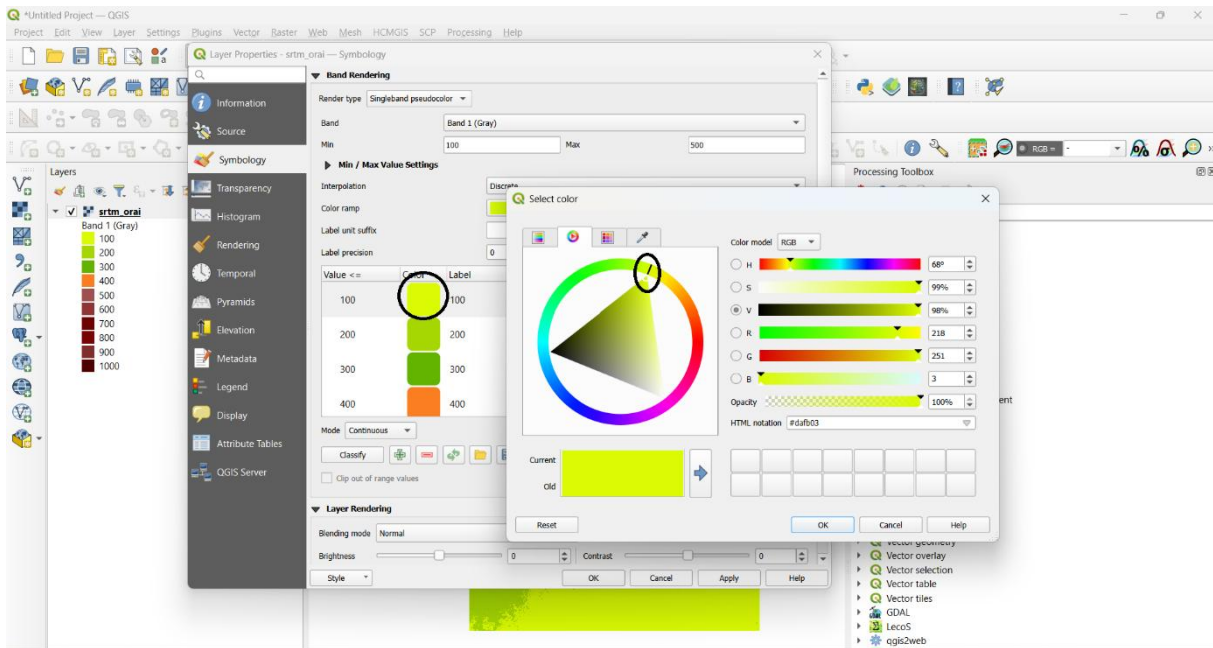 *Untitled Project — QGIS
Project Edit View Layer Settings Plugins Vector Raster Web Mesh HCMGIS SCP Processing Help
Layer Properties - srtm_orai — Symbology
Information
Source
Symbology
Transparency
Histogram
Rendering
Temporal
Pyramids
Elevation
Metadata
Legend
Display
Attribute Tables
QGIS Server
Band Rendering
Render type Singleband pseudocolor
Band Band 1 (Gray)
Min 100 Max 500
Min / Max Value Settings
Interpolation Discrete
Color ramp
Label unit suffix
Label precision 0
Value <= Color Label
100 100
200 200
300 300
400 400
Mode Continuous
Classify
Clip out of range values
Layer Rendering
Blending mode Normal
Brightness 0 Contrast 0
Style OK Cancel Apply Help
Layers
srtm_orai
Band 1 (Gray)
100
200
300
400
500
600
700
800
900
1000
Select color
Color model RGB
H 68°
S 99%
V 98%
R 218
G 251
B 3
Opacity 100%
HTML notation #dafb03
Current
Old
Reset OK Cancel Help
RGB = -
Processing Toolbox
Vector geometry
Vector overlay
Vector selection
Vector table
Vector tiles
GDAL
LecoS
qgis2web